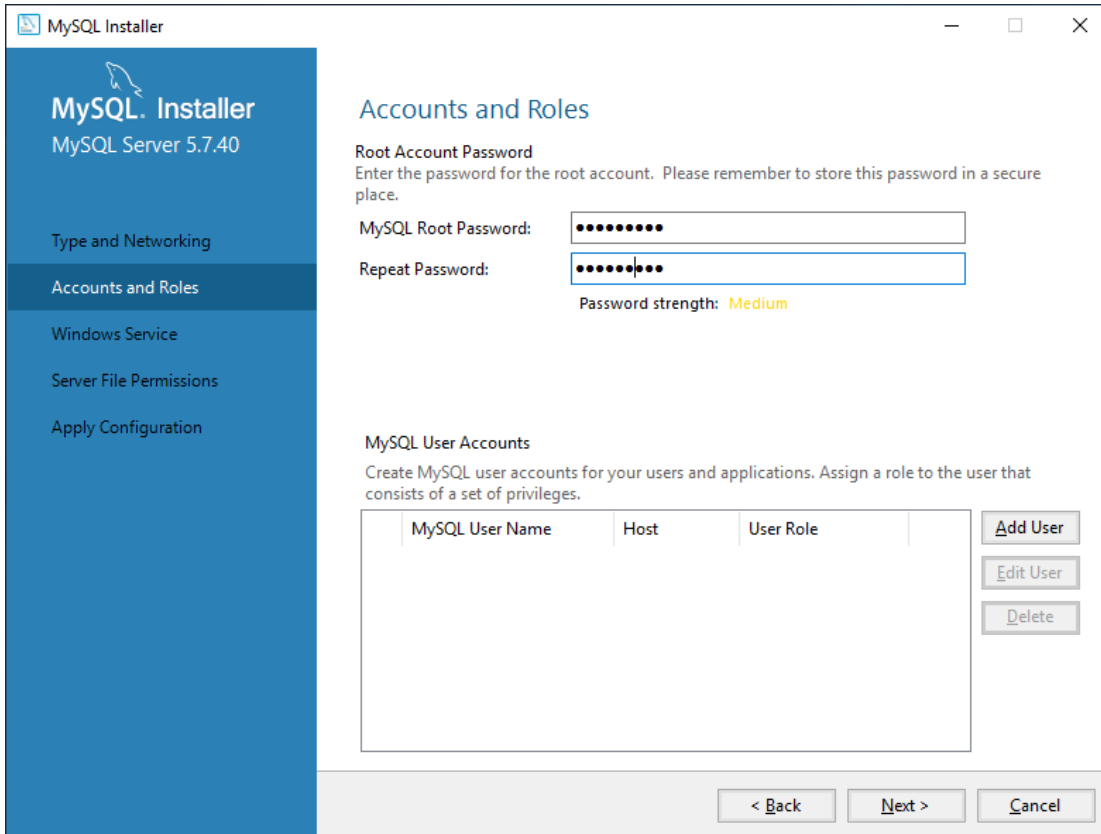 MySQL Installer
MySQL. Installer
MySQL Server 5.7.40
Type and Networking
Accounts and Roles
Windows Service
Server File Permissions
Apply Configuration
Accounts and Roles
Root Account Password
Enter the password for the root account. Please remember to store this password in a secure
place.
MySQL Root Password: ●●●●●●●●●
Repeat Password: ●●●●●●●●●
Password strength: Medium
MySQL User Accounts
Create MySQL user accounts for your users and applications. Assign a role to the user that
consists of a set of privileges.
MySQL User Name Host User Role
Add User
Edit User
Delete
< Back Next > Cancel